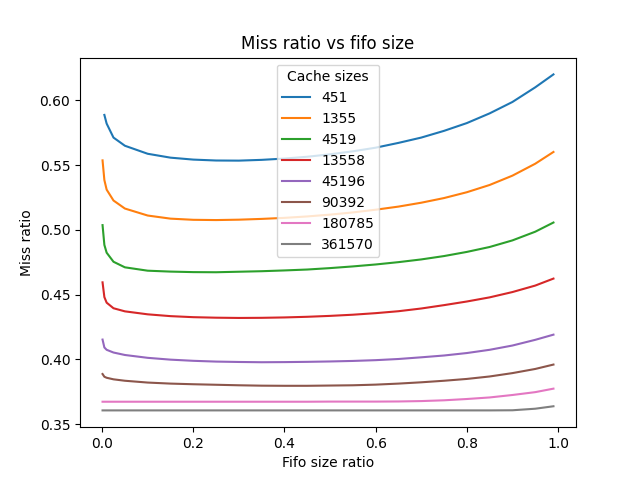 Miss ratio vs fifo size
Miss ratio
0.60
0.55
0.50
0.45
0.40
0.35
Cache sizes
451
1355
4519
13558
45196
90392
180785
361570
0.0 0.2 0.4 0.6 0.8 1.0
Fifo size ratio